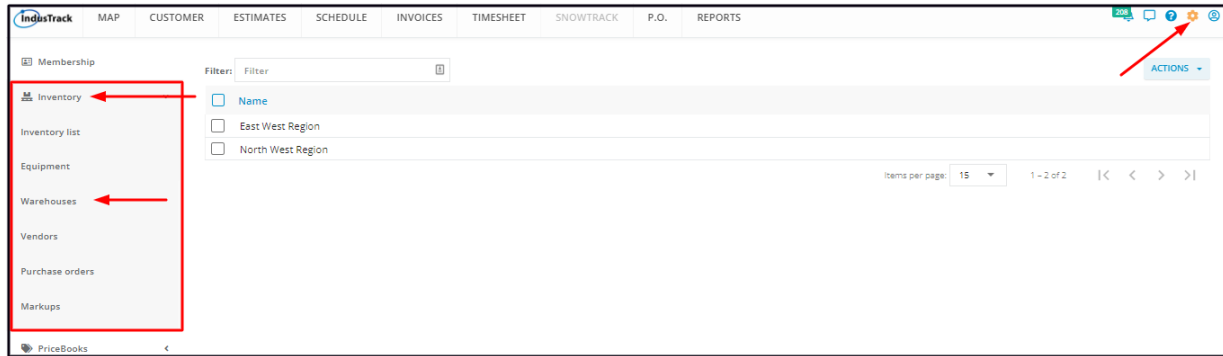 IndusTrack MAP CUSTOMER ESTIMATES SCHEDULE INVOICES TIMESHEET SNOWTRACK P.O. REPORTS 208
Membership
Filter: Filter ACTIONS
Inventory
Name
Inventory list
East West Region
North West Region
Equipment
Items per page: 15 1 – 2 of 2
Warehouses
Vendors
Purchase orders
Markups
PriceBooks